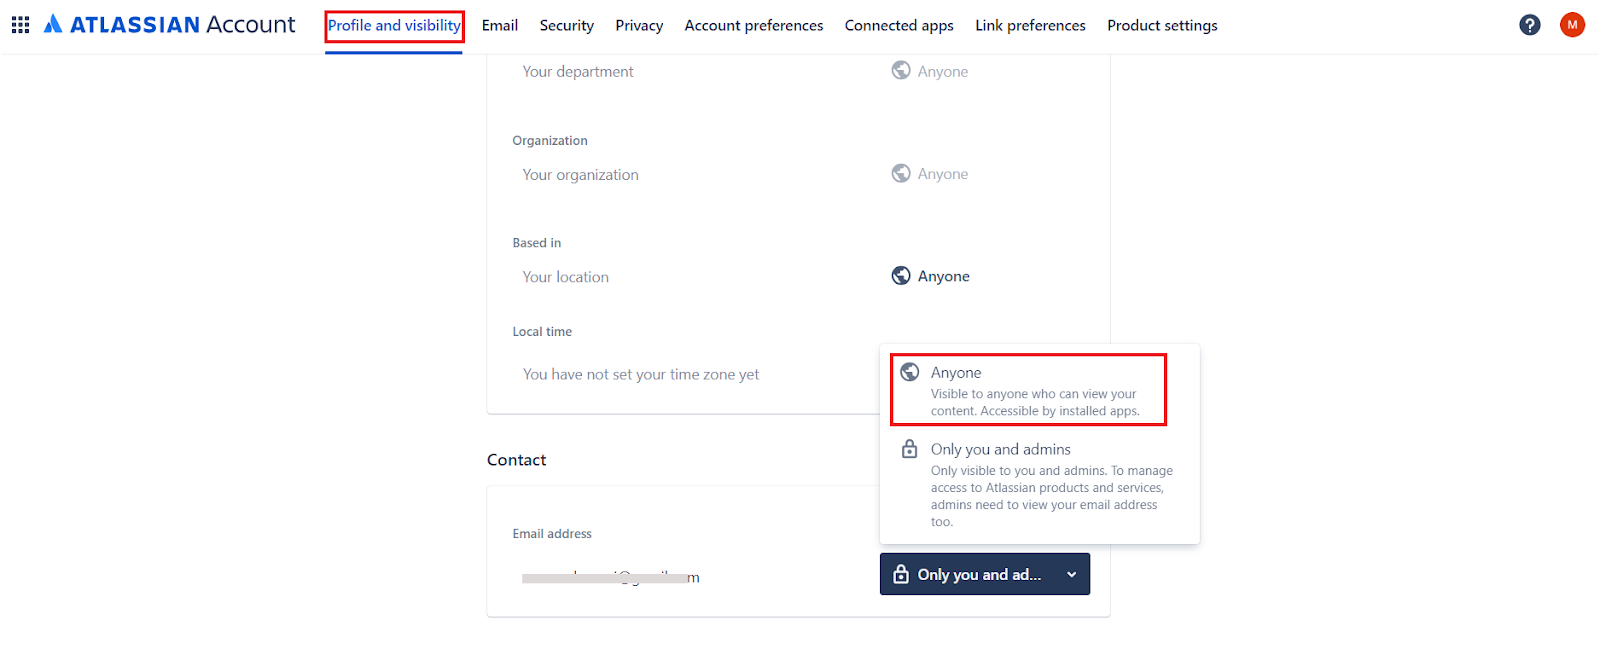 ATLASSIAN Account Profile and visibility Email Security Privacy Account preferences Connected apps Link preferences Product settings ? M
Your department Anyone
Organization
Your organization Anyone
Based in
Your location Anyone
Local time
You have not set your time zone yet
Anyone
Visible to anyone who can view your
content. Accessible by installed apps.
Only you and admins
Only visible to you and admins. To manage
access to Atlassian products and services,
admins need to view your email address
too.
Contact
Email address
Only you and ad...